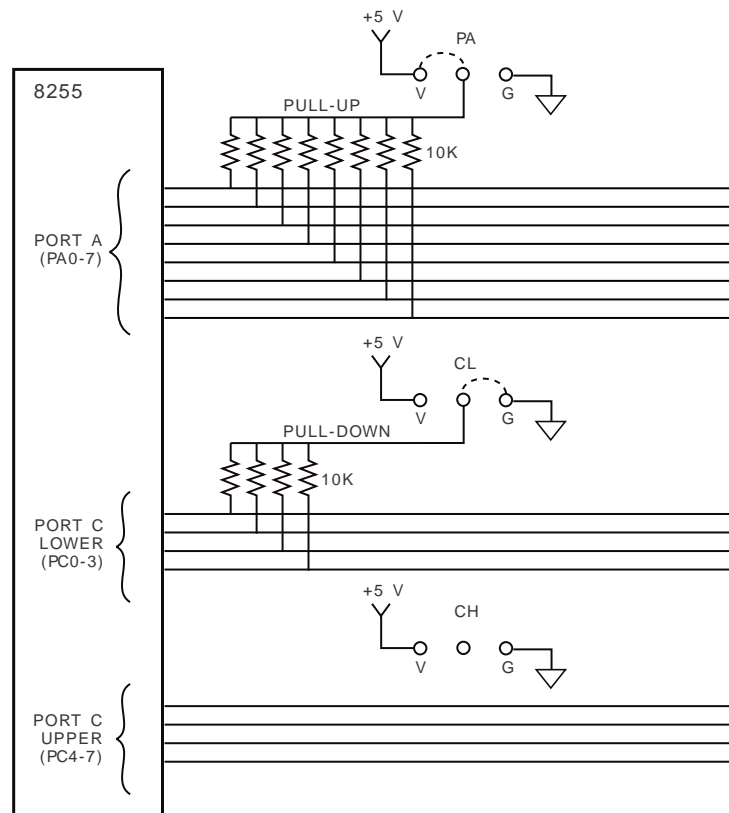 +5 V
PA
V
G
8255
PULL-UP
10K
PORT A
(PA0-7)
+5 V
CL
V
G
PULL-DOWN
10K
PORT C
LOWER
(PC0-3)
+5 V
CH
V
G
PORT C
UPPER
(PC4-7)